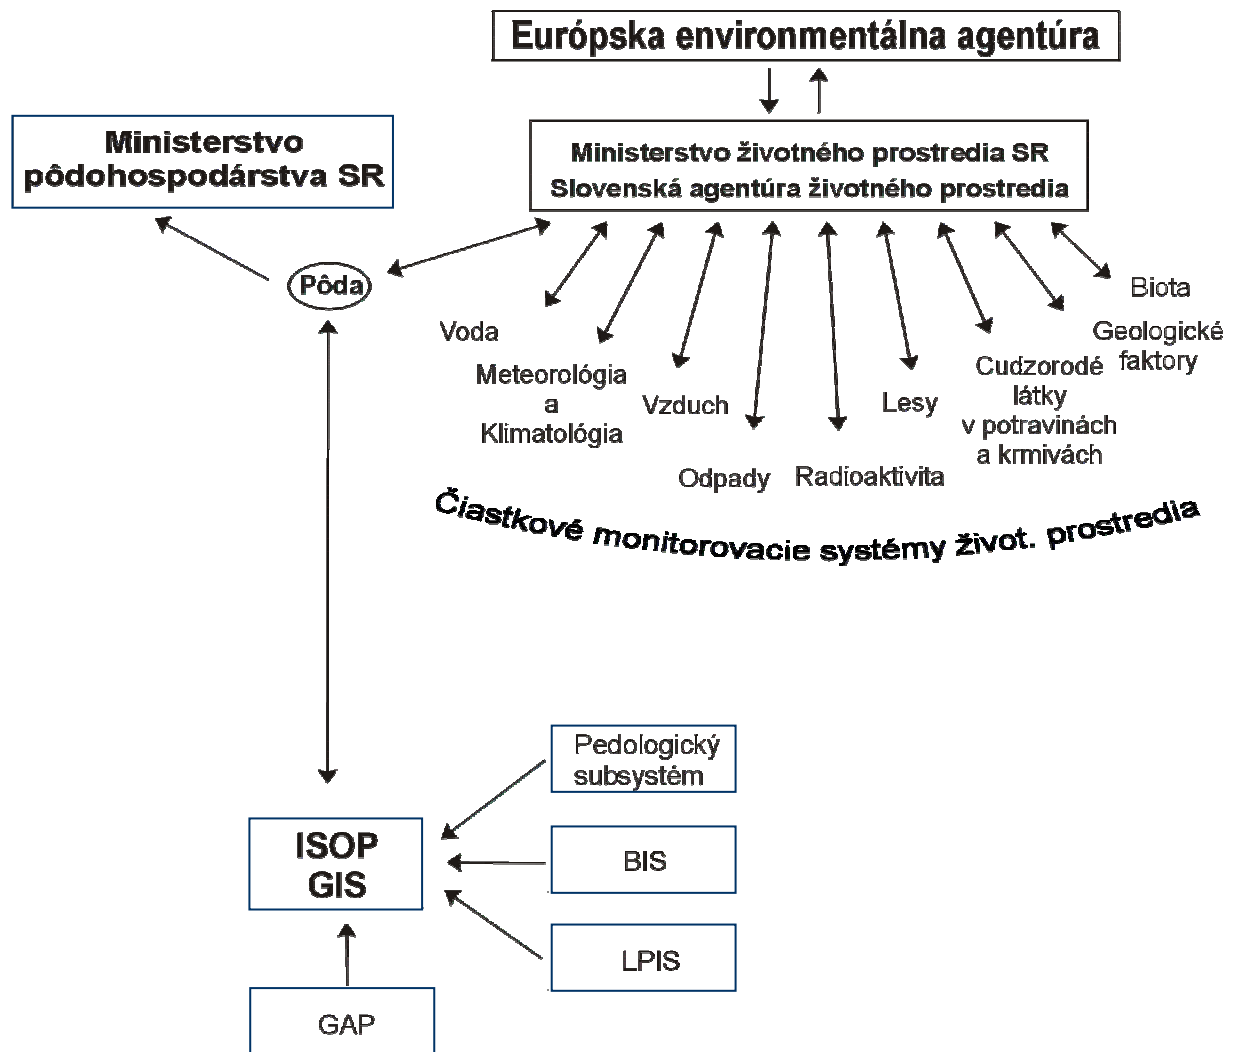 Európska environmentálna agentúra
Ministerstvo
pôdohospodárstva SR
Ministerstvo životného prostredia SR
Slovenská agentúra životného prostredia
Pôda
Voda
Meteorológia
a
Klimatológia
Vzduch
Odpady
Radioaktivita
Lesy
Cudzorodé
látky
v potravinách
a krmivách
Geologické
faktory
Biota
Čiastkové monitorovacie systémy život. prostredia
Pedologický
subsystém
ISOP
GIS
BIS
LPIS
GAP